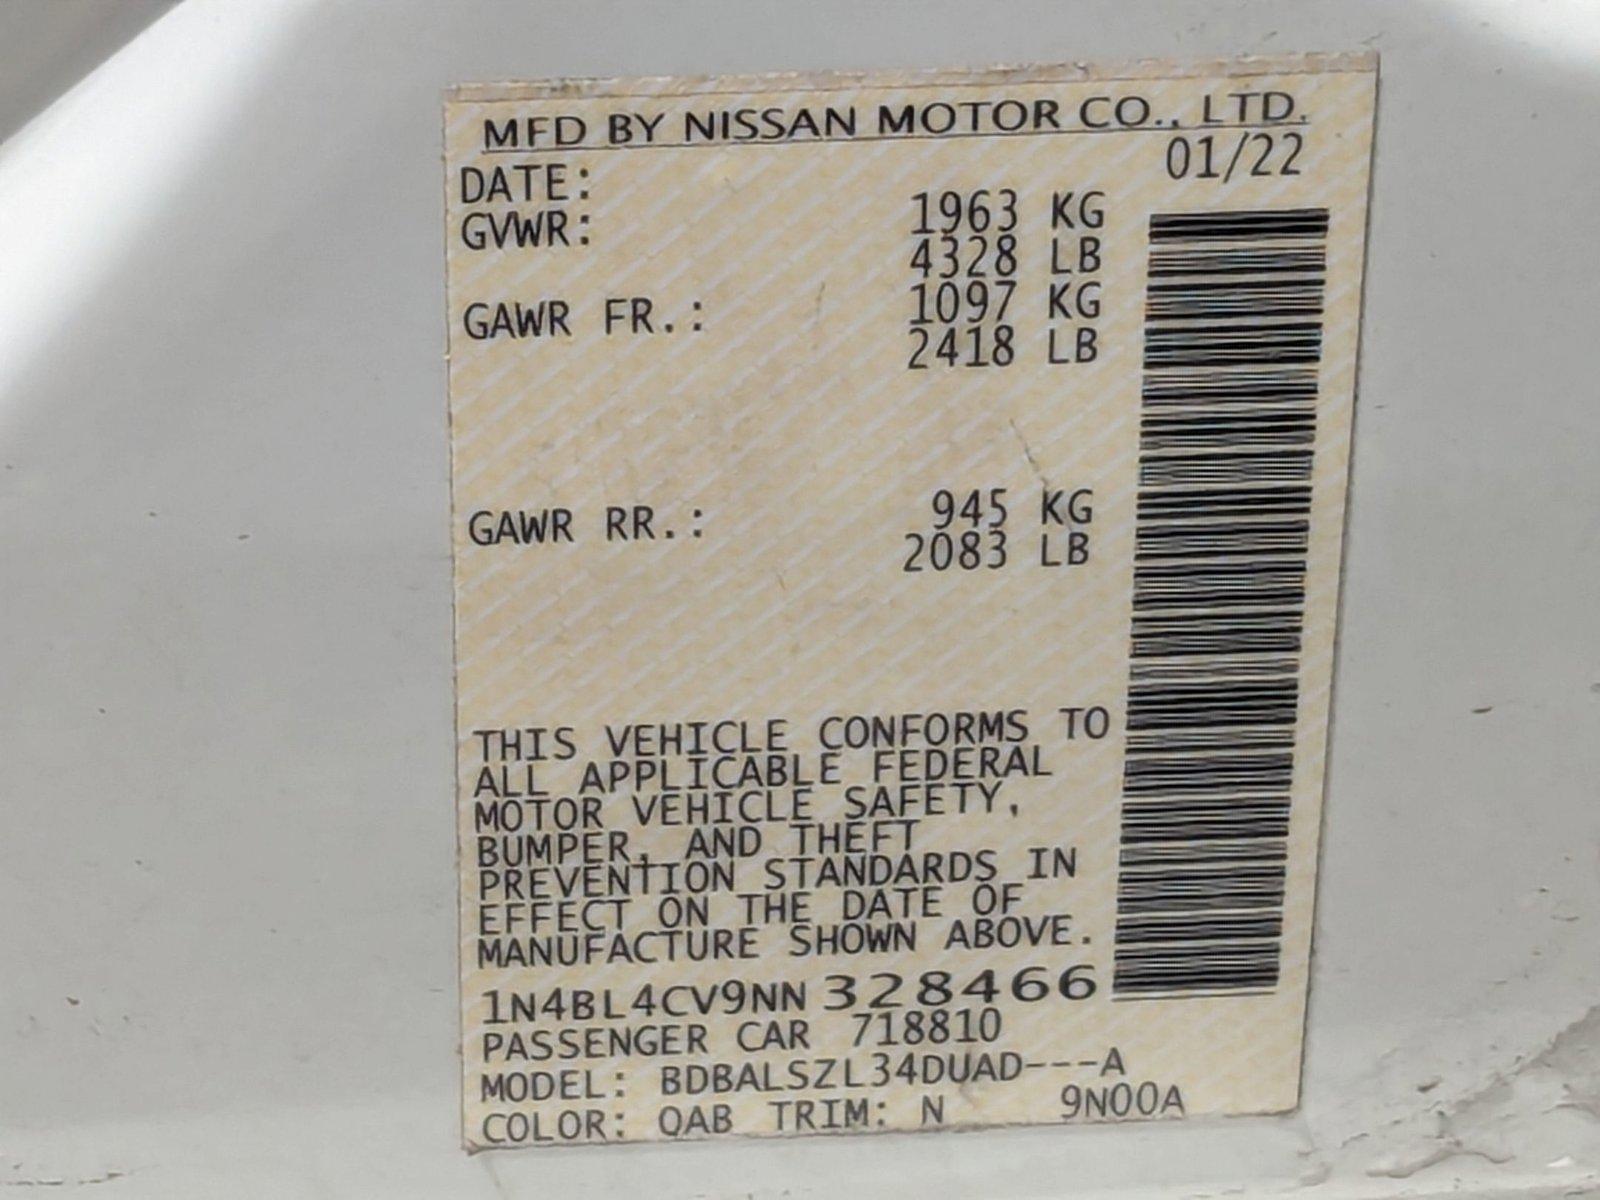 MFD BY NISSAN MOTOR CO., LTD.
DATE: 01/22
GVWR: 1963 KG
4328 LB
GAWR FR.: 1097 KG
2418 LB
GAWR RR.: 945 KG
2083 LB
THIS VEHICLE CONFORMS TO
ALL APPLICABLE FEDERAL
MOTOR VEHICLE SAFETY,
BUMPER, AND THEFT
PREVENTION STANDARDS IN
EFFECT ON THE DATE OF
MANUFACTURE SHOWN ABOVE.
1N4BL4CV9NN328466
PASSENGER CAR 718810
MODEL: BDBALSZL34DUAD---A
COLOR: QAB TRIM: N 9N00A